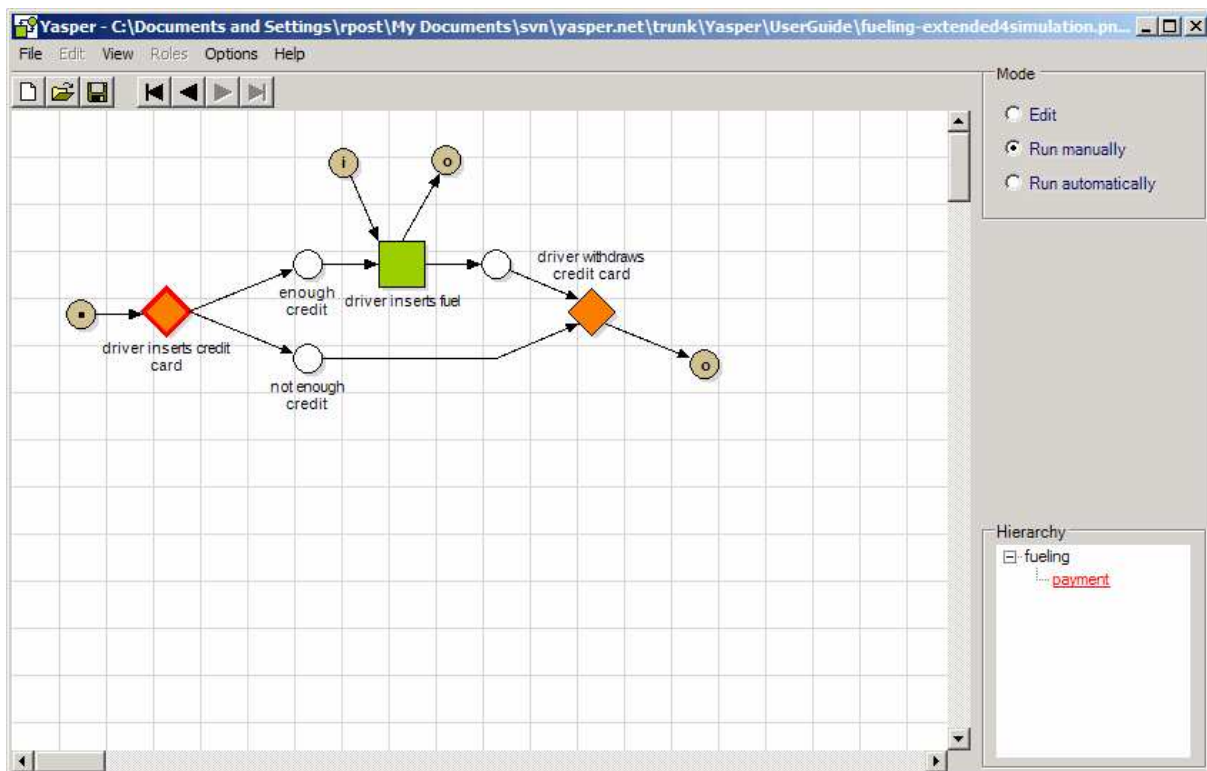 Yasper - C:\Documents and Settings\rpost\My Documents\svn\yasper.net\trunk\Yasper\UserGuide\fueling-extended4simulation.pn...
File Edit View Roles Options Help
Mode
Edit
Run manually
Run automatically
i
o
driver withdraws
credit card
enough
credit
driver inserts fuel
driver inserts credit
card
not enough
credit
o
Hierarchy
fueling
payment